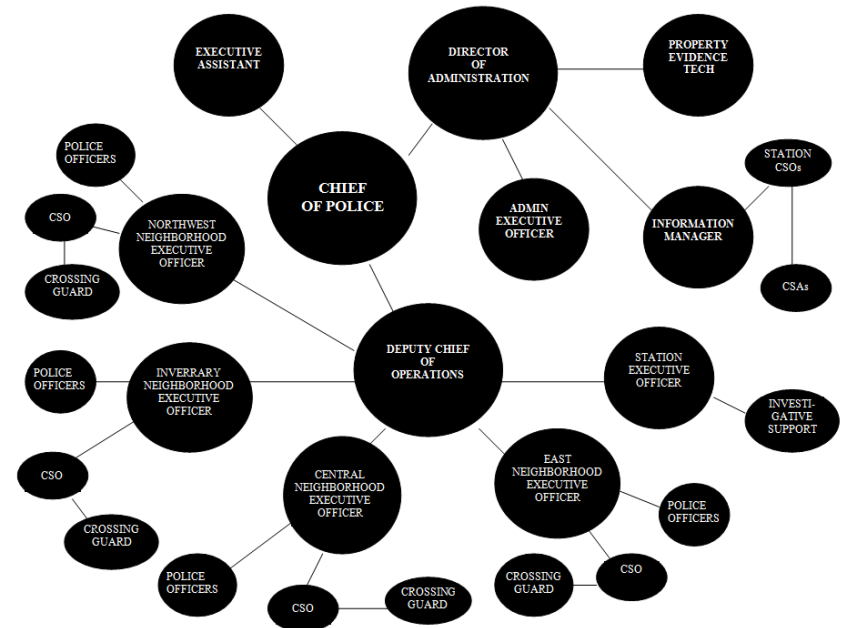 EXECUTIVE
ASSISTANT
DIRECTOR
OF
ADMINISTRATION
PROPERTY
EVIDENCE
TECH
POLICE
OFFICERS
STATION
CSOs
CHIEF
OF POLICE
CSO
NORTHWEST
NEIGHBORHOOD
EXECUTIVE
OFFICER
ADMIN
EXECUTIVE
OFFICER
INFORMATION
MANAGER
CROSSING
GUARD
CSAs
DEPUTY CHIEF
OF
OPERATIONS
STATION
EXECUTIVE
OFFICER
POLICE
OFFICERS
INVERRARY
NEIGHBORHOOD
EXECUTIVE
OFFICER
INVESTI-
GATIVE
SUPPORT
CSO
CENTRAL
NEIGHBORHOOD
EXECUTIVE
OFFICER
EAST
NEIGHBORHOOD
EXECUTIVE
OFFICER
POLICE
OFFICERS
CROSSING
GUARD
POLICE
OFFICERS
CSO
CROSSING
GUARD
CROSSING
GUARD
CSO